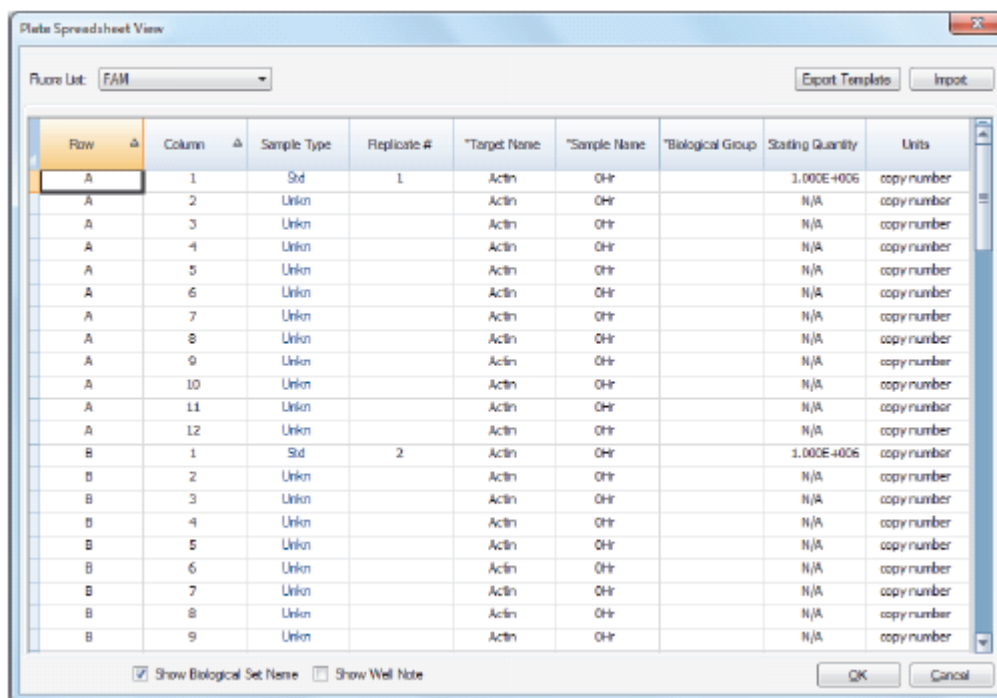 Plate Spreadsheet View
Fluoro List: FAM Export Template Import
Row Column Sample Type Replicate # *Target Name *Sample Name *Biological Group Starting Quantity Units
A 1 Std 1 Actin 0Hr 1.000E+006 copy number
A 2 Unkn Actin 0Hr N/A copy number
A 3 Unkn Actin 0Hr N/A copy number
A 4 Unkn Actin 0Hr N/A copy number
A 5 Unkn Actin 0Hr N/A copy number
A 6 Unkn Actin 0Hr N/A copy number
A 7 Unkn Actin 0Hr N/A copy number
A 8 Unkn Actin 0Hr N/A copy number
A 9 Unkn Actin 0Hr N/A copy number
A 10 Unkn Actin 0Hr N/A copy number
A 11 Unkn Actin 0Hr N/A copy number
A 12 Unkn Actin 0Hr N/A copy number
B 1 Std 2 Actin 0Hr 1.000E+006 copy number
B 2 Unkn Actin 0Hr N/A copy number
B 3 Unkn Actin 0Hr N/A copy number
B 4 Unkn Actin 0Hr N/A copy number
B 5 Unkn Actin 0Hr N/A copy number
B 6 Unkn Actin 0Hr N/A copy number
B 7 Unkn Actin 0Hr N/A copy number
B 8 Unkn Actin 0Hr N/A copy number
B 9 Unkn Actin 0Hr N/A copy number
Show Biological Set Name Show Well Note OK Cancel